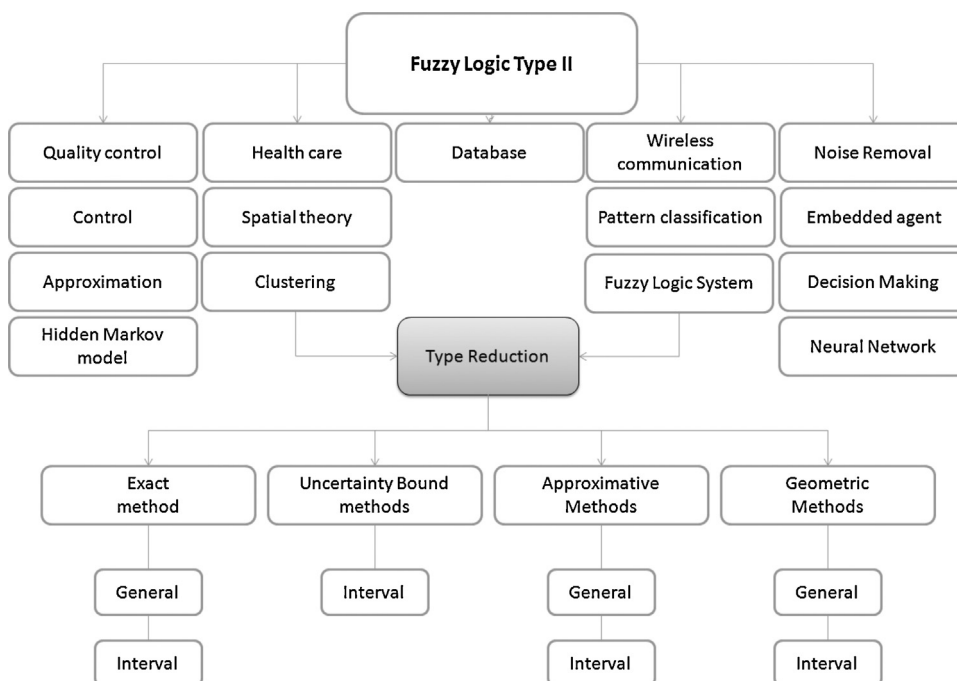 Fuzzy Logic Type II
Quality control
Health care
Database
Wireless
communication
Noise Removal
Control
Spatial theory
Pattern classification
Embedded agent
Approximation
Clustering
Fuzzy Logic System
Decision Making
Hidden Markov
model
Type Reduction
Neural Network
Exact
method
Uncertainty Bound
methods
Approximative
Methods
Geometric
Methods
General
Interval
General
General
Interval
Interval
Interval